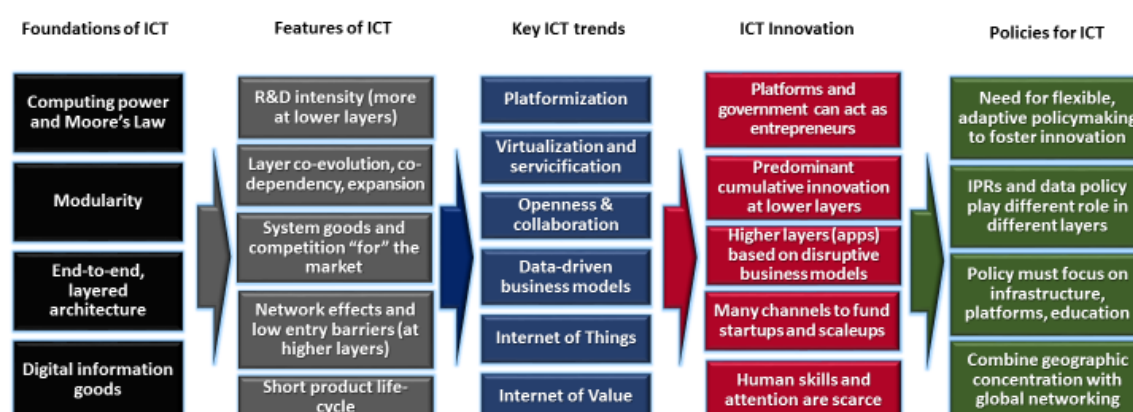 Foundations of ICT
Features of ICT
Key ICT trends
ICT Innovation
Policies for ICT
Computing power
and Moore's Law
Modularity
End-to-end,
layered
architecture
Digital information
goods
R&D intensity (more
at lower layers)
Layer co-evolution, co-
dependency, expansion
System goods and
competition “for” the
market
Network effects and
low entry barriers (at
higher layers)
Short product life-
cycle
Platformization
Virtualization and
servicification
Openness &
collaboration
Data-driven
business models
Internet of Things
Internet of Value
Platforms and
government can act as
entrepreneurs
Predominant
cumulative innovation
at lower layers
Higher layers (apps)
based on disruptive
business models
Many channels to fund
startups and scaleups
Human skills and
attention are scarce
Need for flexible,
adaptive policymaking
to foster innovation
IPRs and data policy
play different role in
different layers
Policy must focus on
infrastructure,
platforms, education
Combine geographic
concentration with
global networking